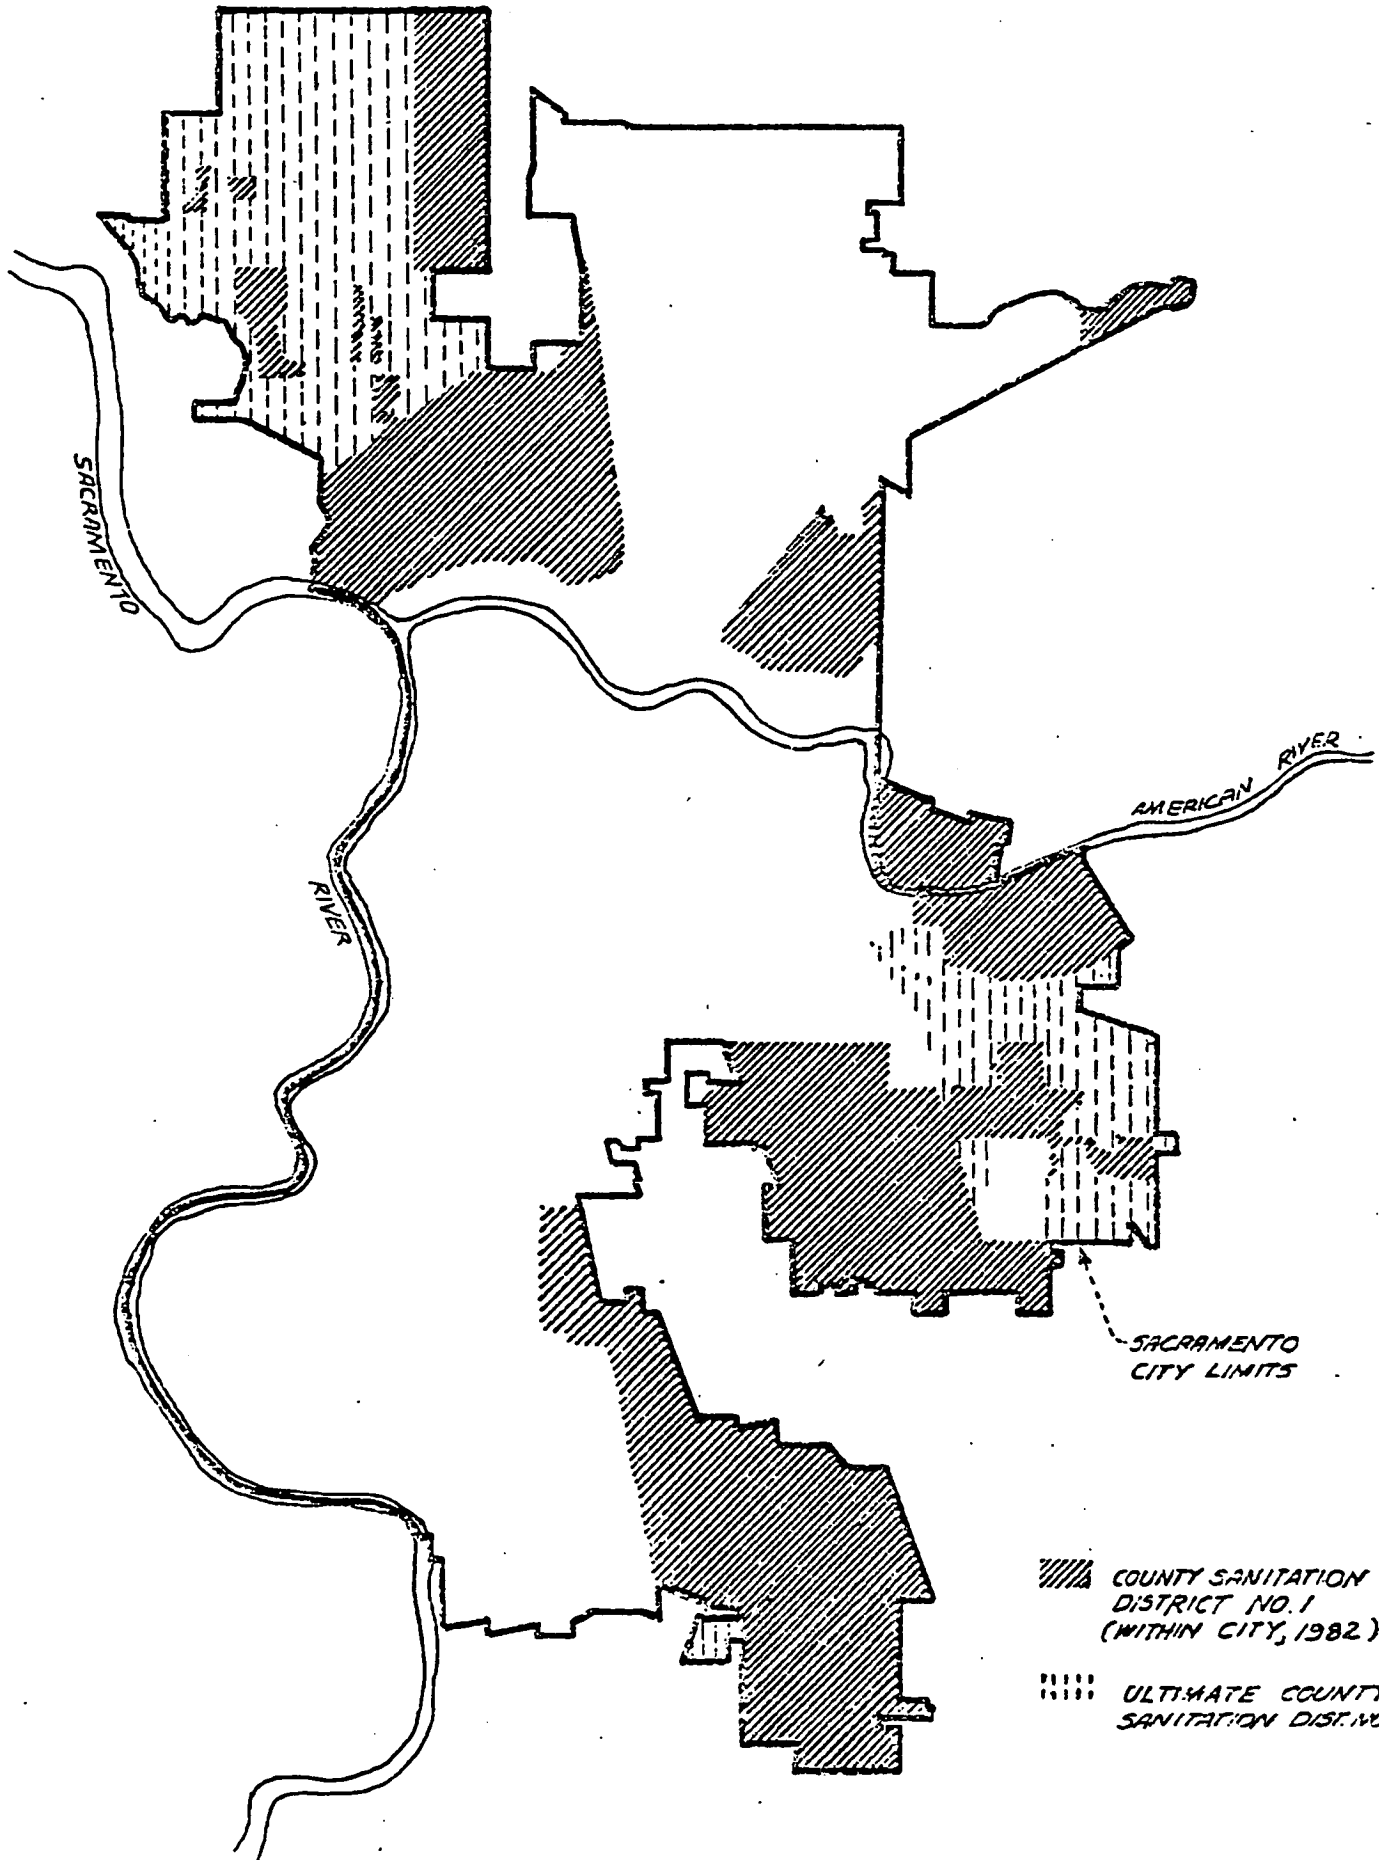 SACRAMENTO
RIVER
AMERICAN RIVER
SACRAMENTO
CITY LIMITS
COUNTY SANITATION
DISTRICT NO. 1
(WITHIN CITY, 1982)
ULTIMATE COUNTY
SANITATION DIST.